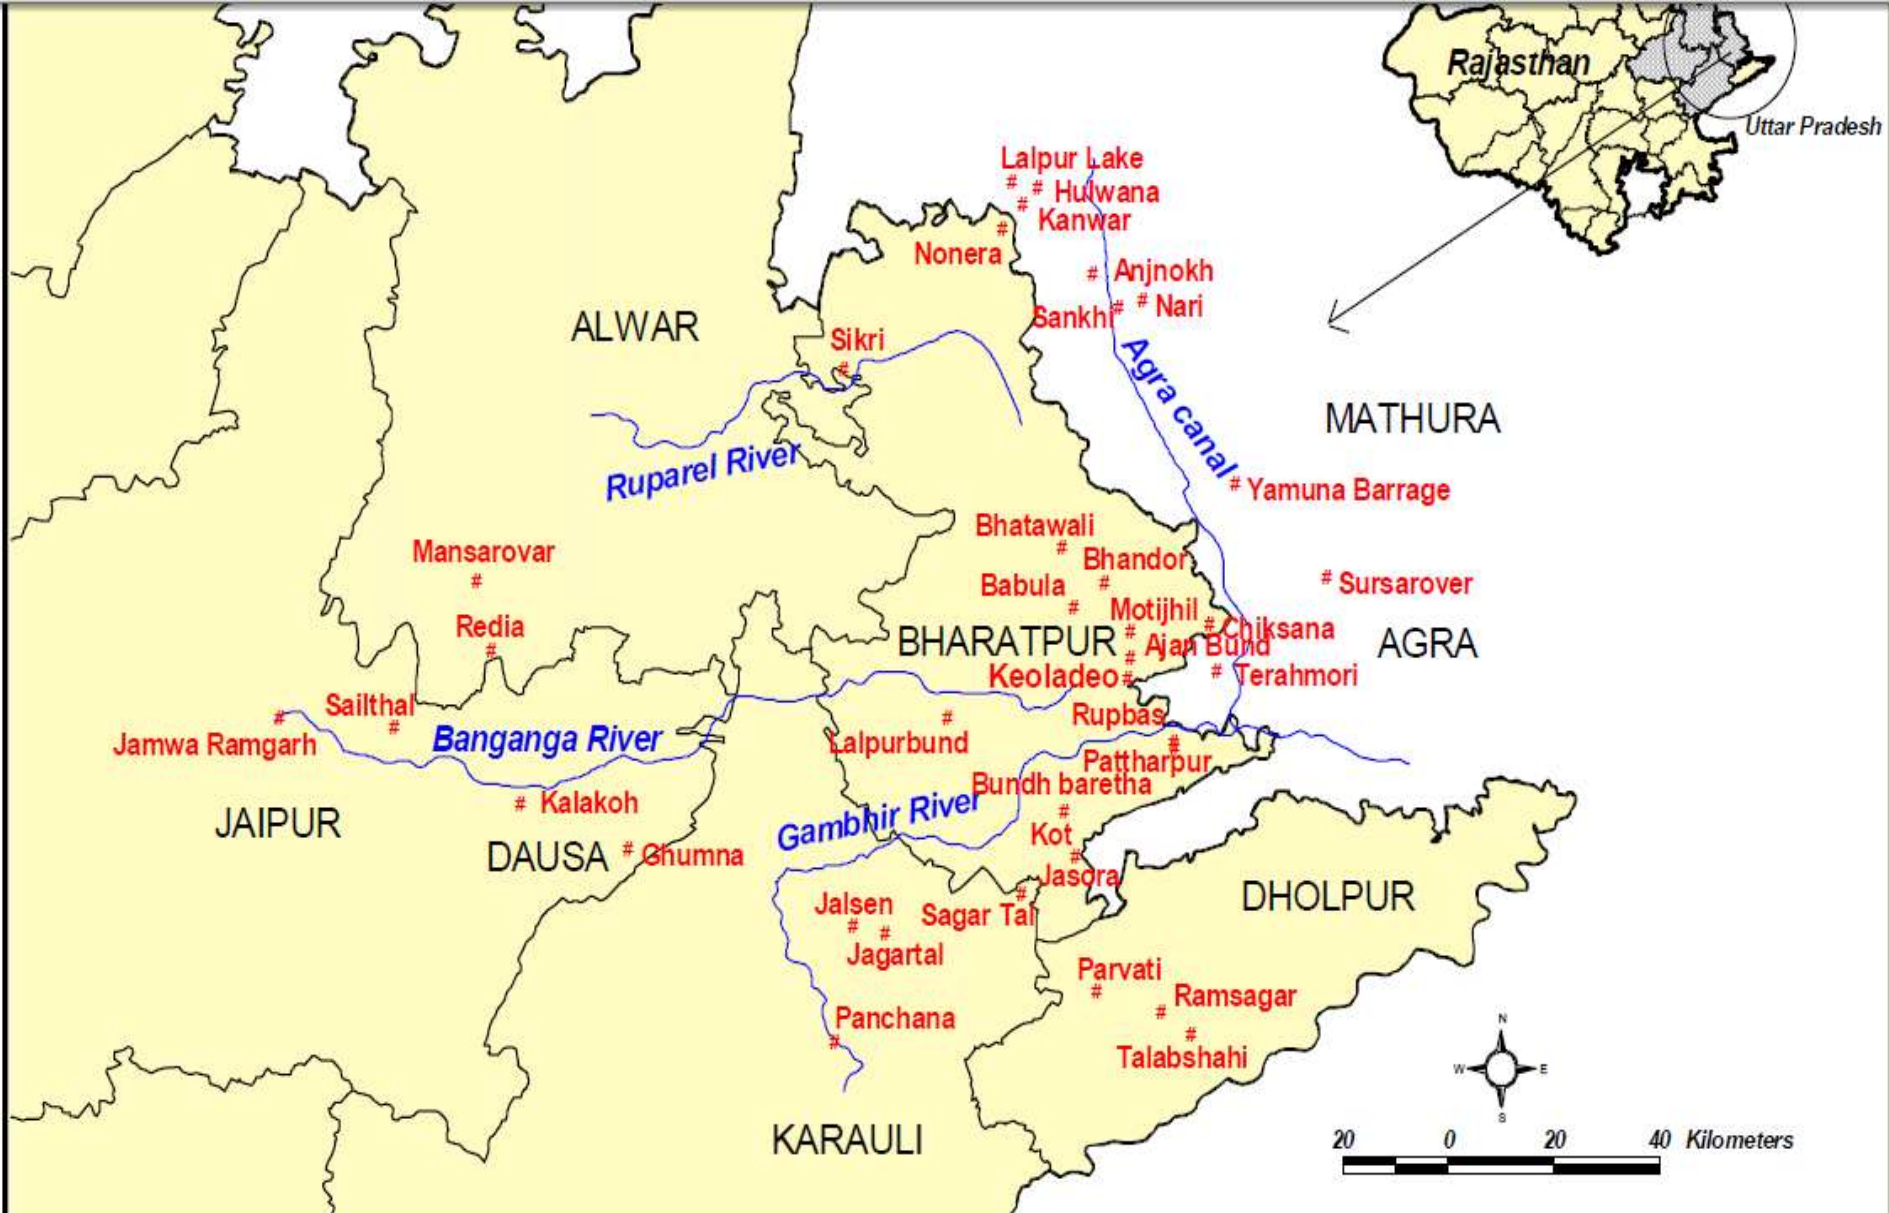 Rajasthan
Uttar Pradesh
Lalpur Lake
Hulwana
Kanwar
Nonera
Anjnokh
Nari
Sankhi
ALWAR
Sikri
Agra canal
MATHURA
Ruparel River
Yamuna Barrage
Bhatawali
Mansarovar
Bhandor
Babula
Sursarover
Motijhil
Redia
Chiksana
BHARATPUR
Ajan Bund
AGRA
Keoladeo
Terahmori
Sailthal
Rupbas
Jamwa Ramgarh
Banganga River
Lalpurbund
Pattharpur
Bundh baretha
Kalakoh
Gambhir River
JAIPUR
Kot
DAUSA
Ghumna
Jasora
DHOLPUR
Jalsen
Sagar Tal
Jagartal
Parvati
Ramsagar
Panchana
Talabshahi
N
W E
S
KARAULI
20 0 20 40 Kilometers